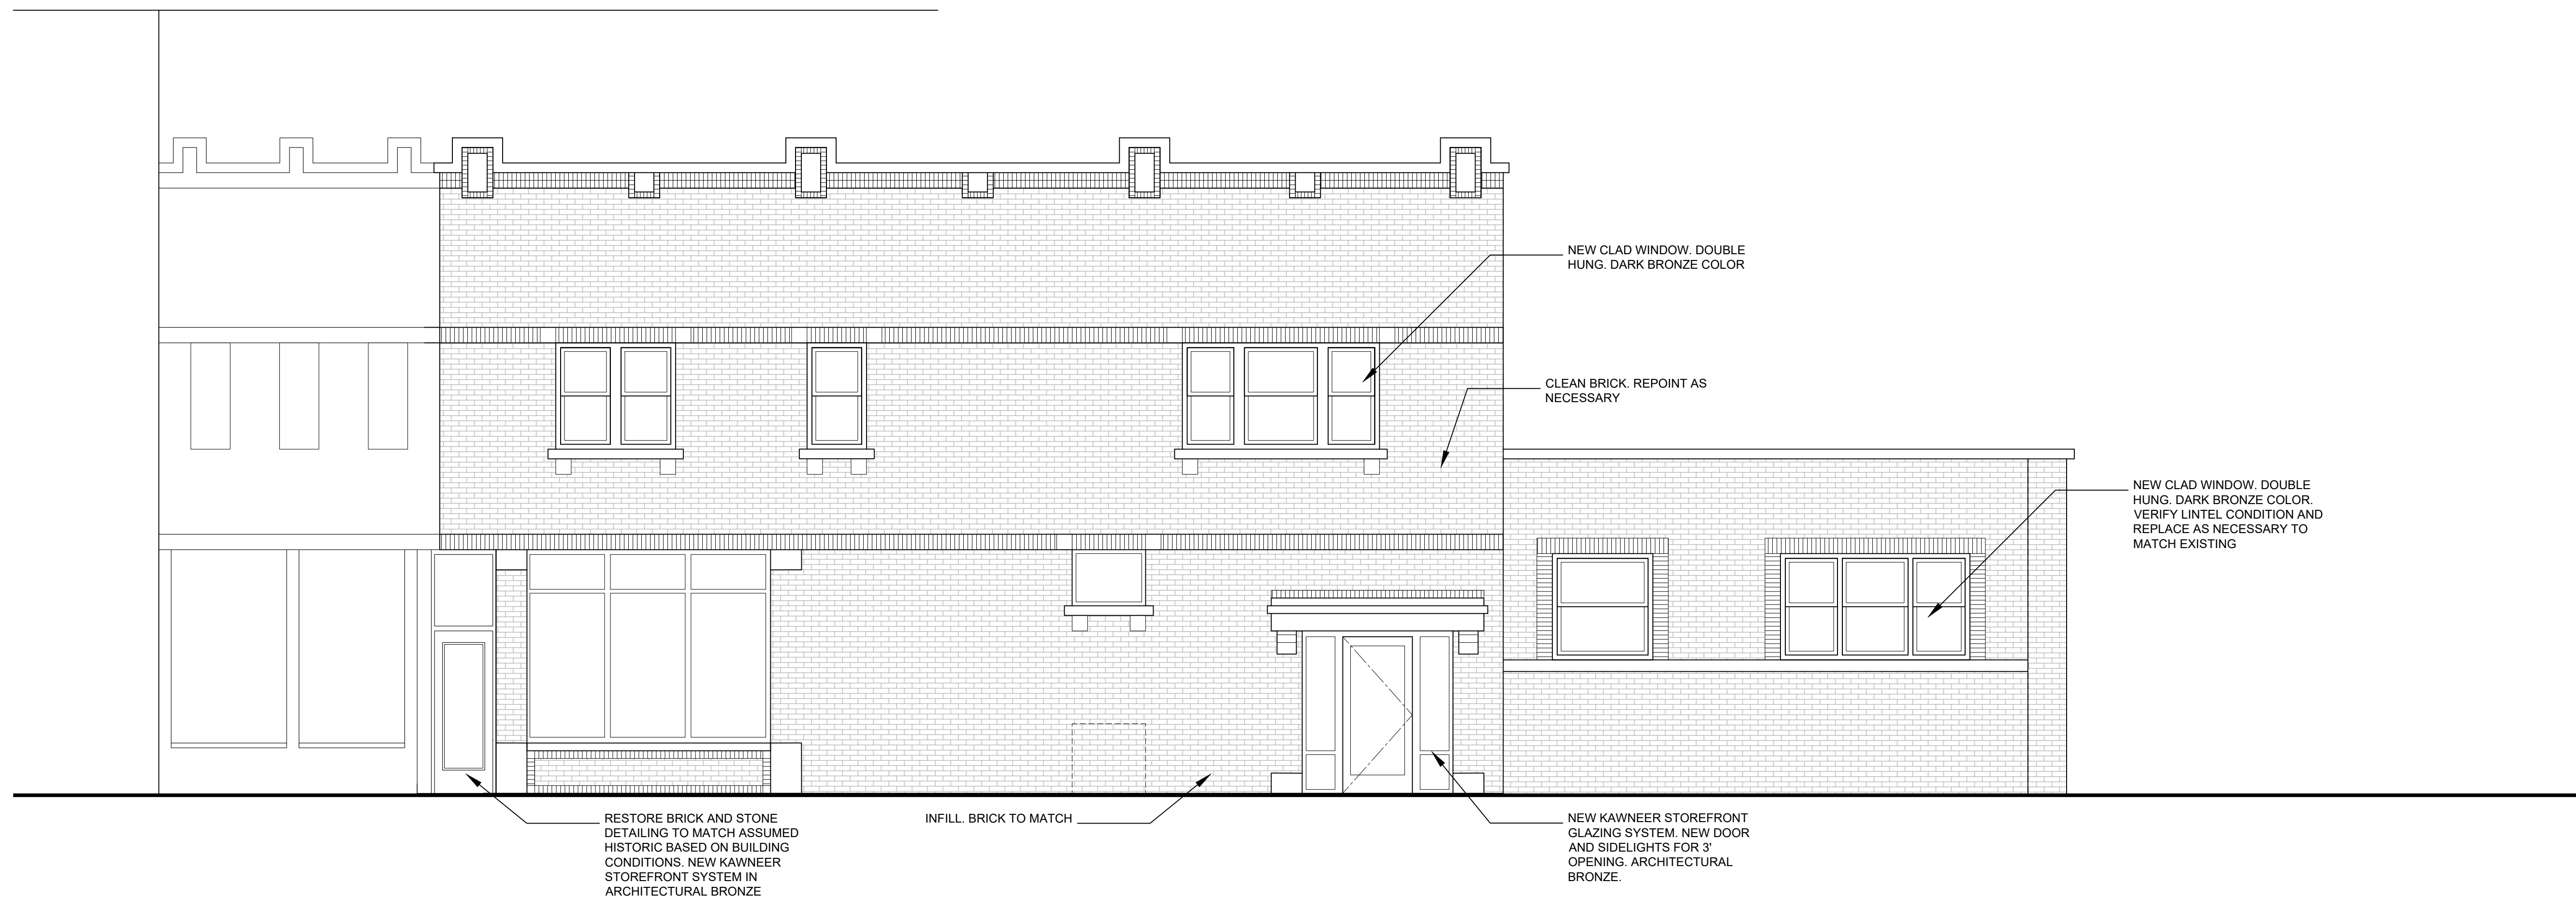 NEW CLAD WINDOW. DOUBLE
HUNG. DARK BRONZE COLOR
CLEAN BRICK. REPOINT AS
NECESSARY
NEW CLAD WINDOW. DOUBLE
HUNG. DARK BRONZE COLOR.
VERIFY LINTEL CONDITION AND
REPLACE AS NECESSARY TO
MATCH EXISTING
RESTORE BRICK AND STONE
DETAILING TO MATCH ASSUMED
HISTORIC BASED ON BUILDING
CONDITIONS. NEW KAWNEER
STOREFRONT SYSTEM IN
ARCHITECTURAL BRONZE
INFILL. BRICK TO MATCH
NEW KAWNEER STOREFRONT
GLAZING SYSTEM. NEW DOOR
AND SIDELIGHTS FOR 3'
OPENING. ARCHITECTURAL
BRONZE.